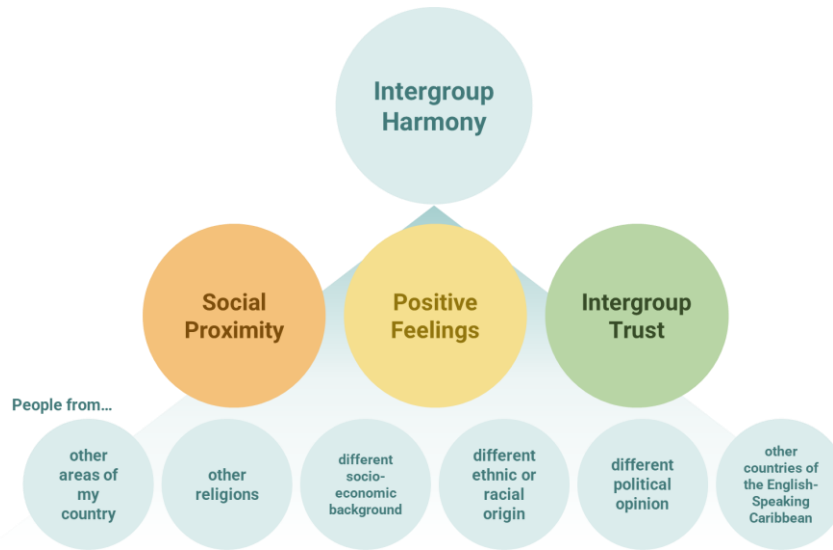 Intergroup
Harmony
Social
Proximity
Positive
Feelings
Intergroup
Trust
People from...
other
areas of
my
country
other
religions
different
socio-
economic
background
different
ethnic or
racial
origin
different
political
opinion
other
countries of
the English-
Speaking
Caribbean